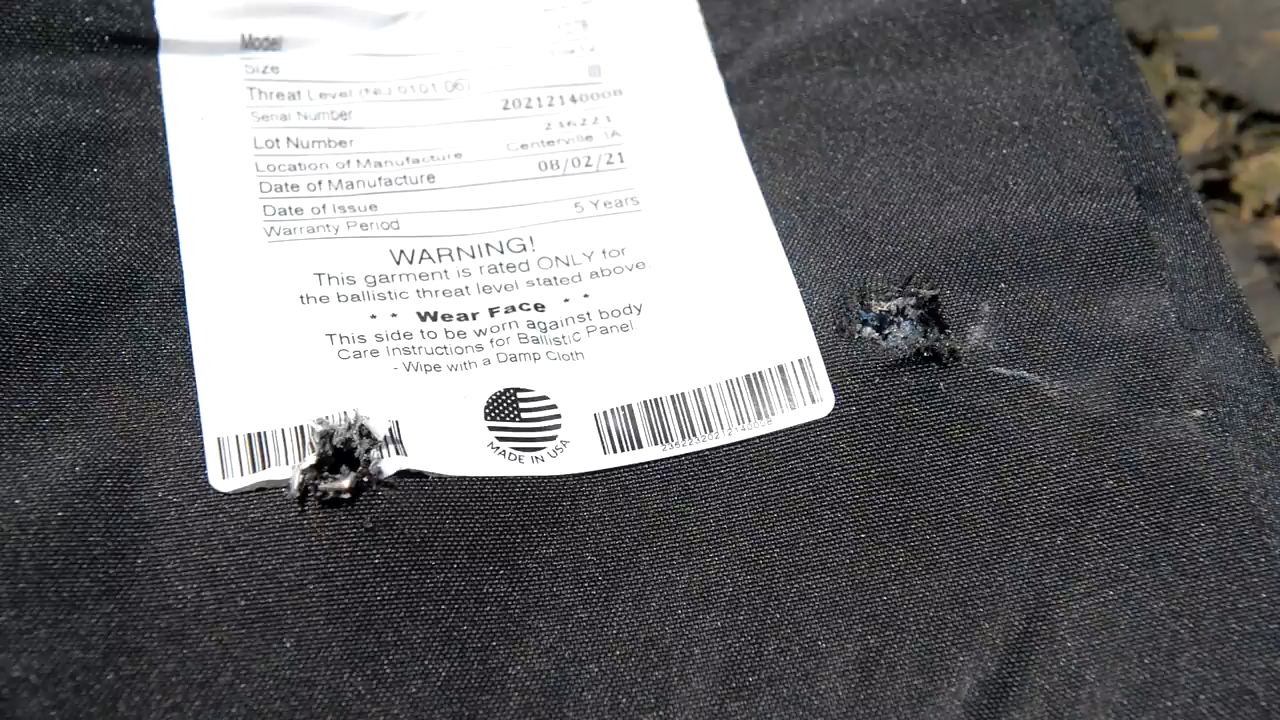 Model
Size
Threat Level (NIJ 0101.06)
Serial Number 20212140008
Lot Number 236221
Location of Manufacture Centerville, IA
Date of Manufacture 08/02/21
Date of Issue
Warranty Period 5 Years
WARNING!
This garment is rated ONLY for
the ballistic threat level stated above.
* * Wear Face * *
This side to be worn against body
Care Instructions for Ballistic Panel
- Wipe with a Damp Cloth
MADE IN USA